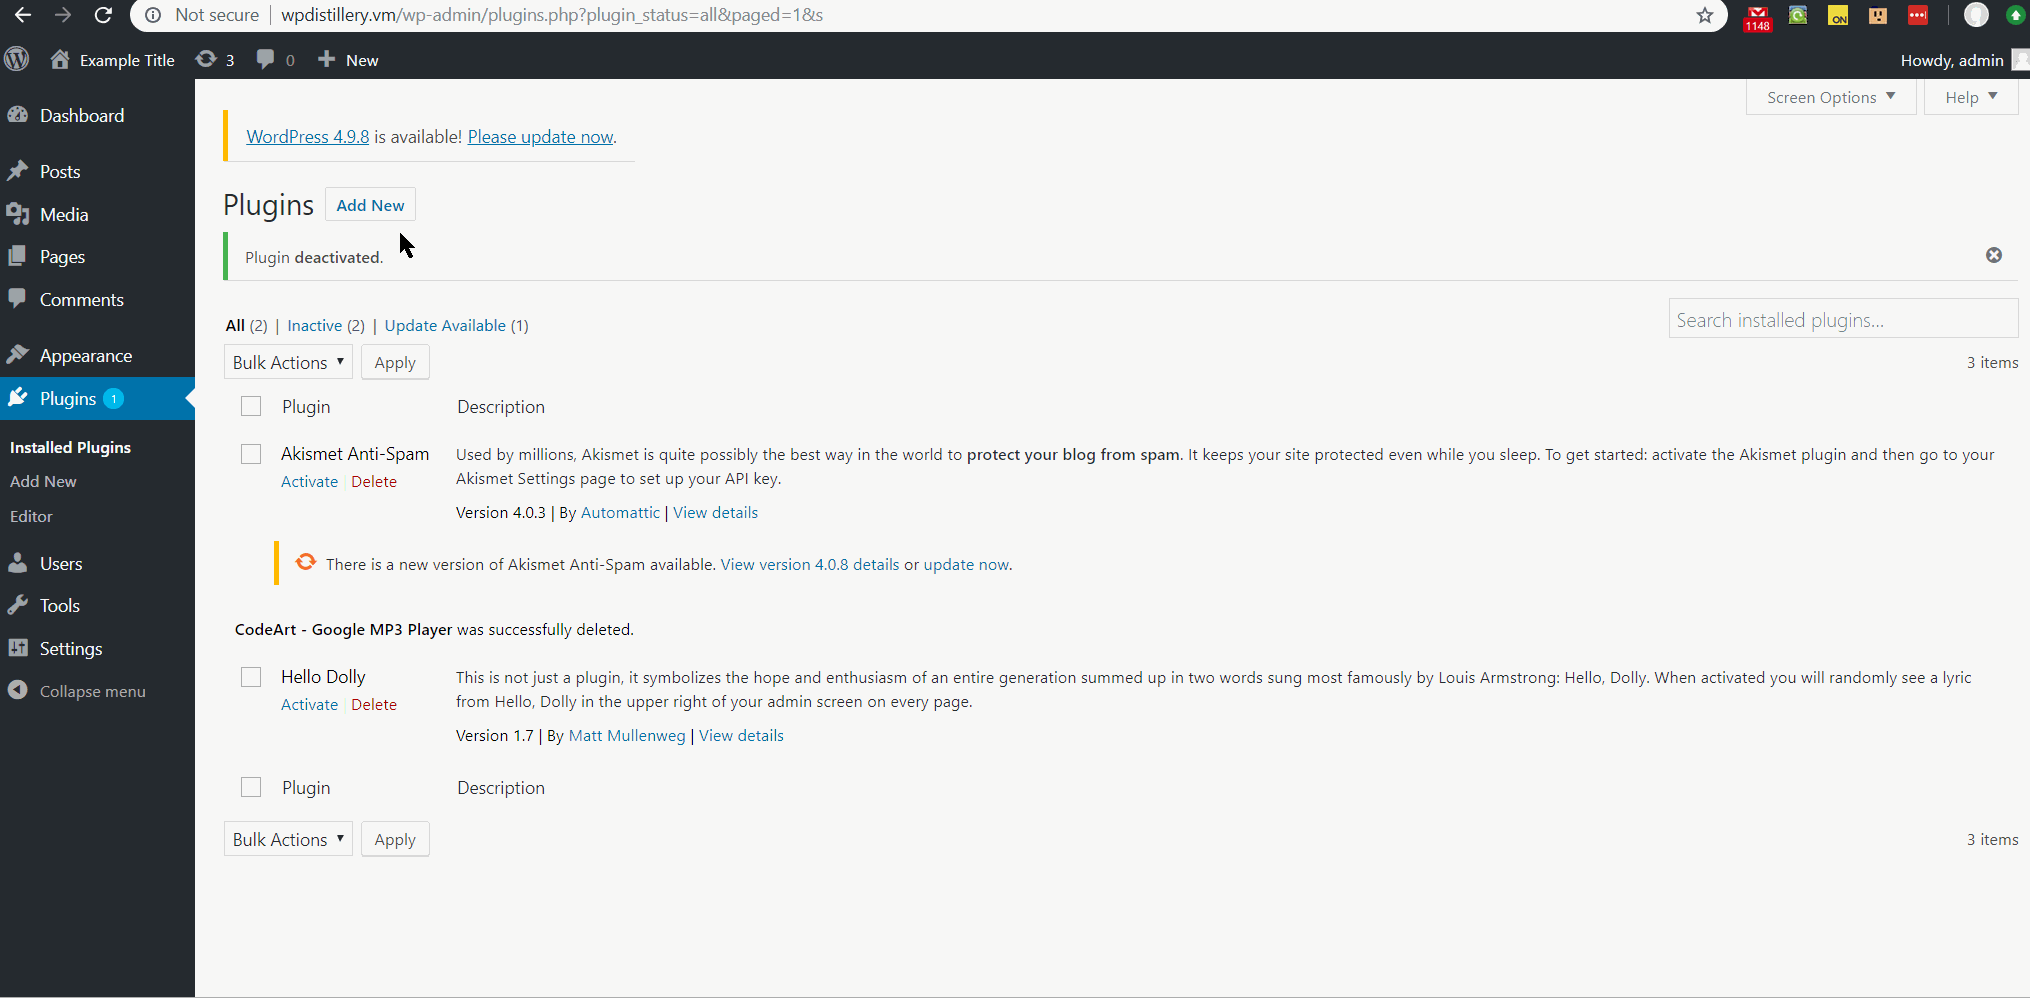 Not secure | wpdistillery.vm/wp-admin/plugins.php?plugin_status=all&paged=1&s
1148
ON
Example Title 3 0 New
Howdy, admin
Dashboard
Posts
Media
Pages
Comments
Appearance
Plugins 1
Installed Plugins
Add New
Editor
Users
Tools
Settings
Collapse menu
Screen Options ▼
Help ▼
WordPress 4.9.8 is available! Please update now.
Plugins Add New
Plugin deactivated.
All (2) | Inactive (2) | Update Available (1)
Search installed plugins...
Bulk Actions ▼ Apply
3 items
Plugin Description
Akismet Anti-Spam
Activate | Delete
Used by millions, Akismet is quite possibly the best way in the world to protect your blog from spam. It keeps your site protected even while you sleep. To get started: activate the Akismet plugin and then go to your
Akismet Settings page to set up your API key.
Version 4.0.3 | By Automattic | View details
There is a new version of Akismet Anti-Spam available. View version 4.0.8 details or update now.
CodeArt - Google MP3 Player was successfully deleted.
Hello Dolly
Activate | Delete
This is not just a plugin, it symbolizes the hope and enthusiasm of an entire generation summed up in two words sung most famously by Louis Armstrong: Hello, Dolly. When activated you will randomly see a lyric
from Hello, Dolly in the upper right of your admin screen on every page.
Version 1.7 | By Matt Mullenweg | View details
Plugin Description
Bulk Actions ▼ Apply
3 items